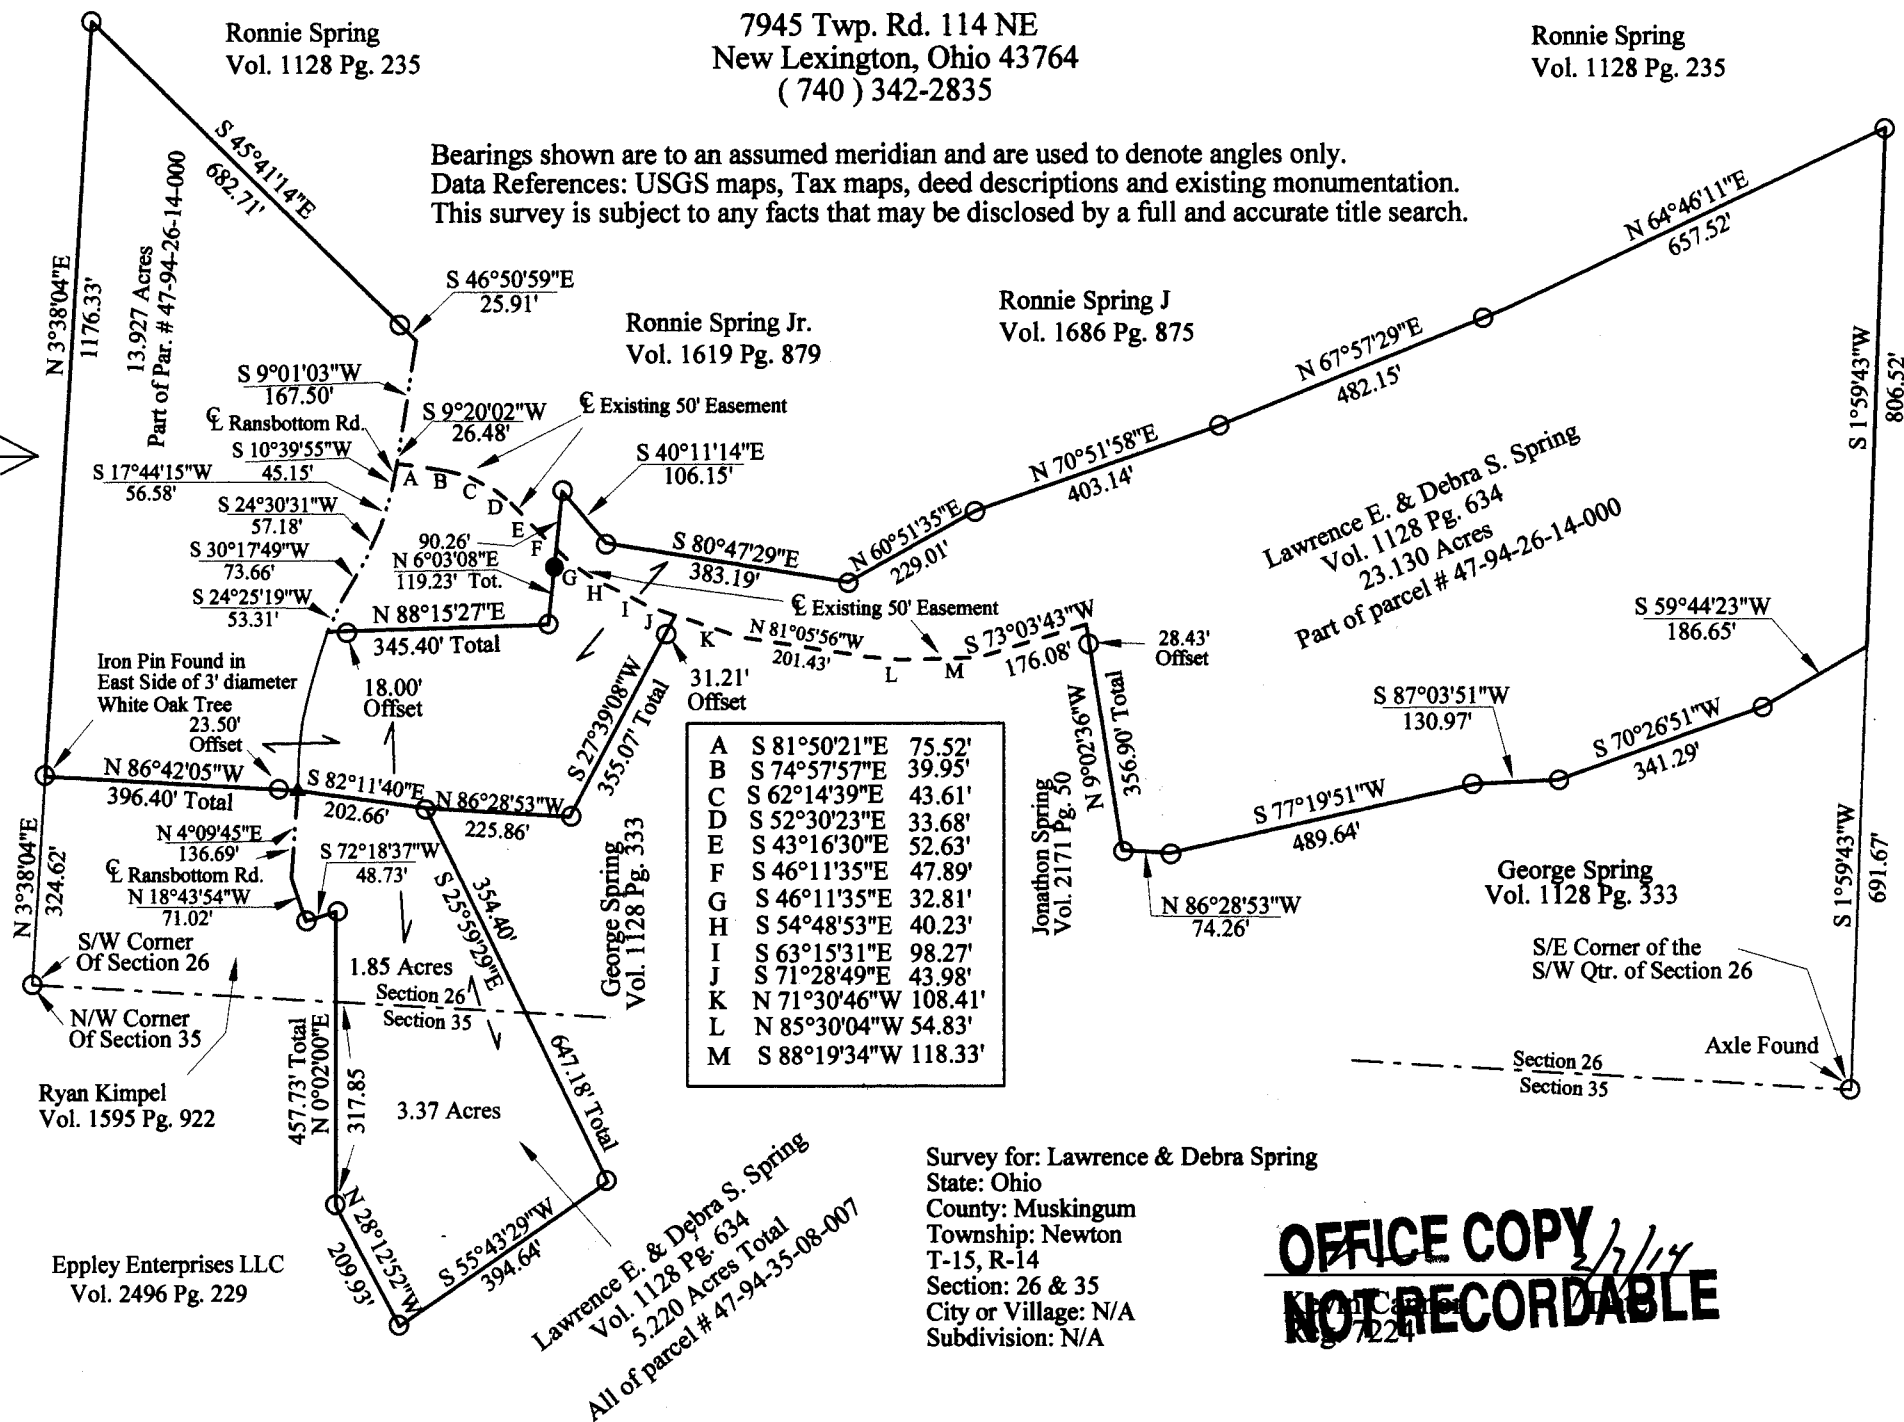 7945 Twp. Rd. 114 NE
New Lexington, Ohio 43764
( 740 ) 342-2835
Ronnie Spring
Vol. 1128 Pg. 235
Ronnie Spring
Vol. 1128 Pg. 235
Bearings shown are to an assumed meridian and are used to denote angles only.
Data References: USGS maps, Tax maps, deed descriptions and existing monumentation.
This survey is subject to any facts that may be disclosed by a full and accurate title search.
S 45°41'14"E
682.71'
N 3°38'04"E
1176.33'
13.927 Acres
Part of Par. # 47-94-26-14-000
S 46°50'59"E
25.91'
Ronnie Spring Jr.
Vol. 1619 Pg. 879
Ronnie Spring J
Vol. 1686 Pg. 875
N 64°46'11"E
657.52'
N 67°57'29"E
482.15'
N 70°51'58"E
403.14'
N 60°51'35"E
229.01'
S 1°59'43"W
806.52'
S 9°01'03"W
167.50'
℄ Ransbottom Rd.
S 9°20'02"W
26.48'
℄ Existing 50' Easement
S 10°39'55"W
45.15'
S 17°44'15"W
56.58'
S 24°30'31"W
57.18'
S 30°17'49"W
73.66'
S 24°25'19"W
53.31'
S 40°11'14"E
106.15'
A
B
C
D
E
F
G
H
I
J
K
L
M
90.26'
N 6°03'08"E
119.23' Tot.
S 80°47'29"E
383.19'
N 88°15'27"E
345.40' Total
℄ Existing 50' Easement
N 81°05'56"W
201.43'
S 73°03'43"W
176.08'
28.43'
Offset
Lawrence E. & Debra S. Spring
Vol. 1128 Pg. 634
23.130 Acres
Part of parcel # 47-94-26-14-000
S 59°44'23"W
186.65'
S 87°03'51"W
130.97'
S 70°26'51"W
341.29'
S 77°19'51"W
489.64'
N 86°28'53"W
74.26'
N 9°02'36"W
356.90' Total
Jonathon Spring
Vol. 2171 Pg. 50
Iron Pin Found in
East Side of 3' diameter
White Oak Tree
23.50'
Offset
18.00'
Offset
31.21'
Offset
S 27°39'08"W
355.07' Total
N 86°42'05"W
396.40' Total
S 82°11'40"E
202.66'
N 86°28'53"W
225.86'
N 4°09'45"E
136.69'
℄ Ransbottom Rd.
N 18°43'54"W
71.02'
S 72°18'37"W
48.73'
N 3°38'04"E
324.62'
S/W Corner
Of Section 26
N/W Corner
Of Section 35
354.40'
S 25°59'29"E
647.18' Total
George Spring
Vol. 1128 Pg. 333
A S 81°50'21"E 75.52'
B S 74°57'57"E 39.95'
C S 62°14'39"E 43.61'
D S 52°30'23"E 33.68'
E S 43°16'30"E 52.63'
F S 46°11'35"E 47.89'
G S 46°11'35"E 32.81'
H S 54°48'53"E 40.23'
I S 63°15'31"E 98.27'
J S 71°28'49"E 43.98'
K N 71°30'46"W 108.41'
L N 85°30'04"W 54.83'
M S 88°19'34"W 118.33'
George Spring
Vol. 1128 Pg. 333
S 1°59'43"W
691.67'
S/E Corner of the
S/W Qtr. of Section 26
Axle Found
Section 26
Section 35
1.85 Acres
Section 26
Section 35
457.73' Total
N 0°02'00"E
317.85
3.37 Acres
Ryan Kimpel
Vol. 1595 Pg. 922
Eppley Enterprises LLC
Vol. 2496 Pg. 229
N 28°12'52"W
209.93'
S 55°43'29"W
394.64'
Lawrence E. & Debra S. Spring
Vol. 1128 Pg. 634
5.220 Acres Total
All of parcel # 47-94-35-08-007
Survey for: Lawrence & Debra Spring
State: Ohio
County: Muskingum
Township: Newton
T-15, R-14
Section: 26 & 35
City or Village: N/A
Subdivision: N/A
OFFICE COPY
NOT RECORDABLE
7224